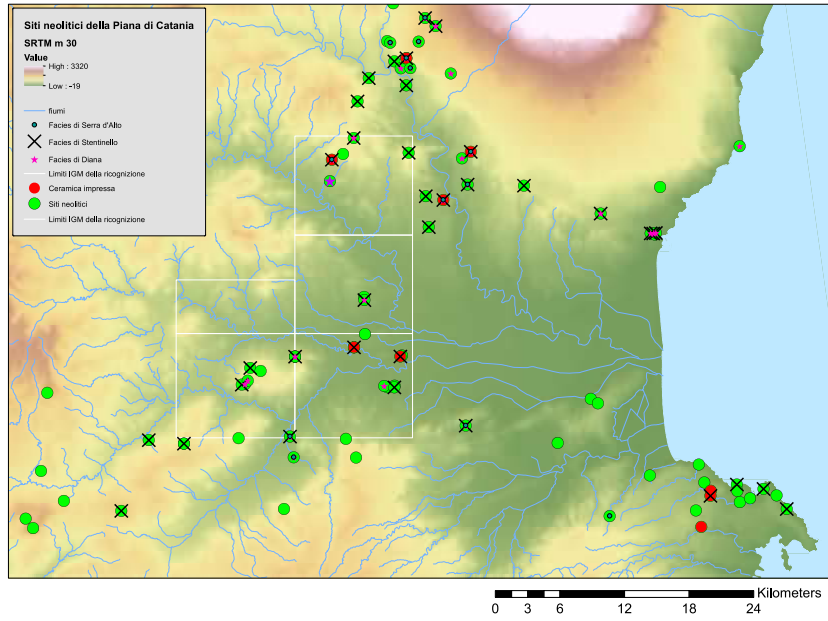 Siti neolitici della Piana di Catania
SRTM m 30
Value
High : 3320
Low : -19
fiumi
Facies di Serra d'Alto
Facies di Stentinello
Facies di Diana
Limiti IGM della ricognizione
Ceramica impressa
Siti neolitici
Limiti IGM della ricognizione
Kilometers
0 3 6 12 18 24